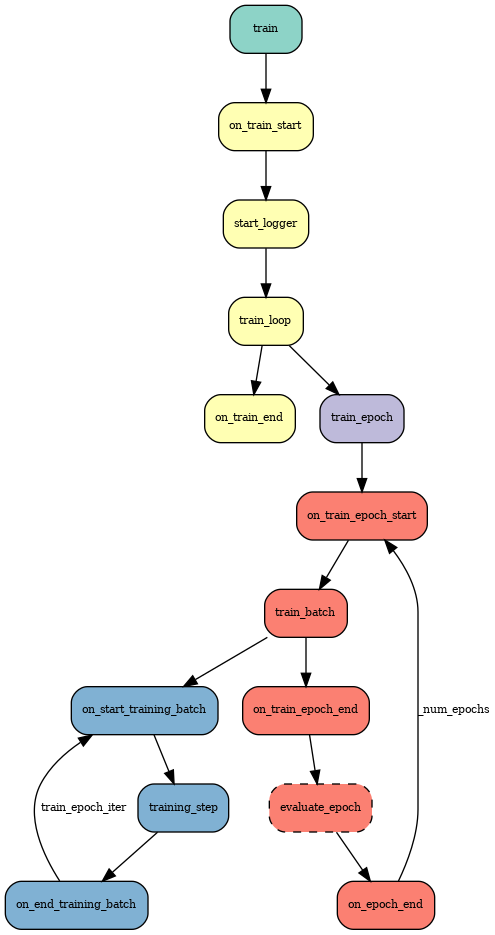 train
on_train_start
start_logger
train_loop
on_train_end
train_epoch
on_train_epoch_start
train_batch
on_start_training_batch
on_train_epoch_end
_num_epochs
train_epoch_iter
training_step
evaluate_epoch
on_end_training_batch
on_epoch_end